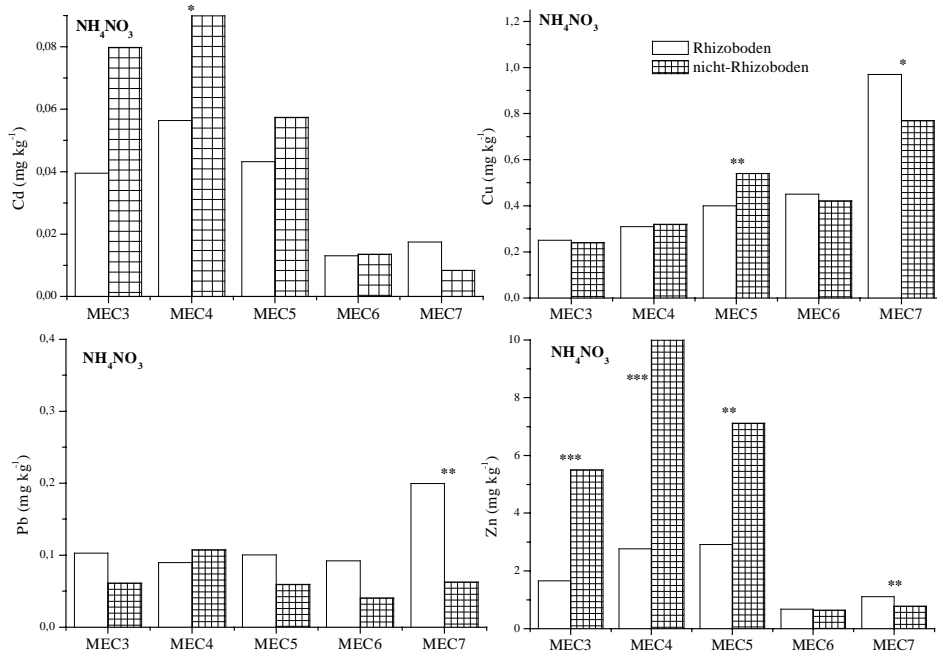 NH₄NO₃
*
0,08
0,06
0,04
0,02
0,00
Cd (mg kg⁻¹)
MEC3 MEC4 MEC5 MEC6 MEC7
NH₄NO₃
Rhizoboden
nicht-Rhizoboden
*
**
1,2
1,0
0,8
0,6
0,4
0,2
0,0
Cu (mg kg⁻¹)
MEC3 MEC4 MEC5 MEC6 MEC7
NH₄NO₃
**
0,4
0,3
0,2
0,1
0,0
Pb (mg kg⁻¹)
MEC3 MEC4 MEC5 MEC6 MEC7
NH₄NO₃
***
**
***
**
10
8
6
4
2
0
Zn (mg kg⁻¹)
MEC3 MEC4 MEC5 MEC6 MEC7